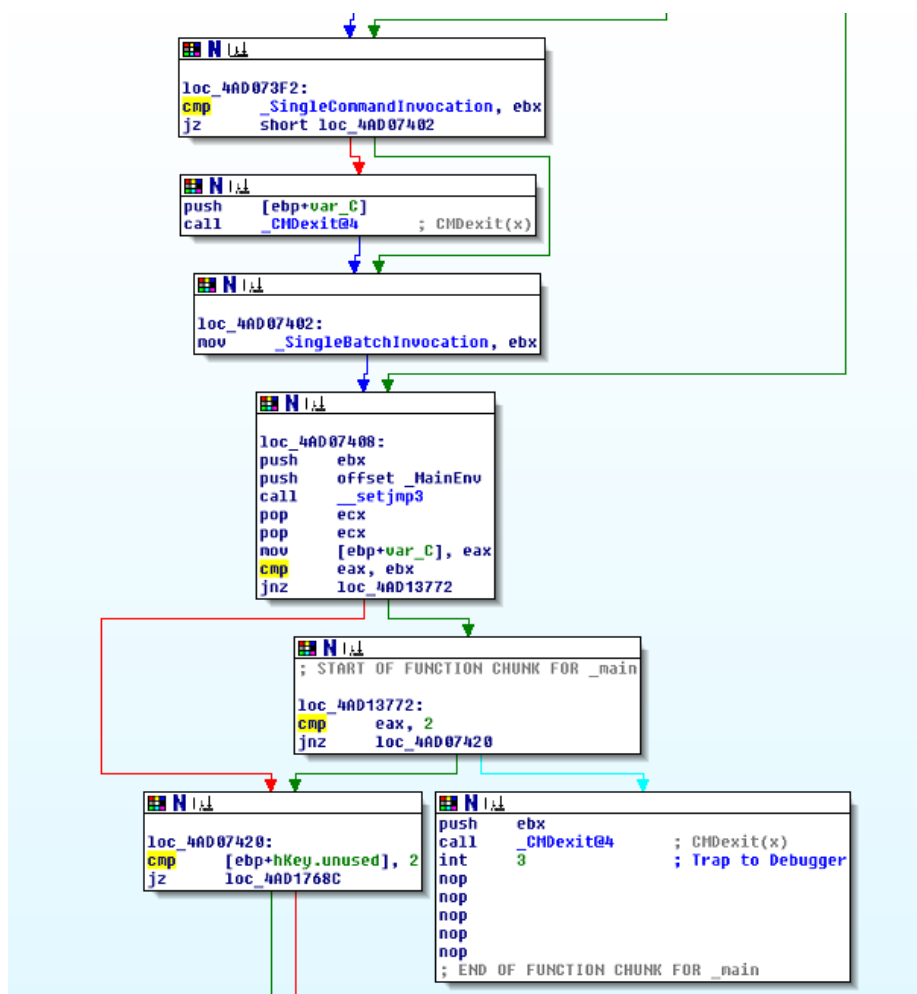 loc_4AD073F2:
cmp _SingleCommandInvocation, ebx
jz short loc_4AD07402
push [ebp+var_C]
call _CMDexit@4 ; CMDexit(x)
loc_4AD07402:
mov _SingleBatchInvocation, ebx
loc_4AD07408:
push ebx
push offset _MainEnv
call __setjmp3
pop ecx
pop ecx
mov [ebp+var_C], eax
cmp eax, ebx
jnz loc_4AD13772
; START OF FUNCTION CHUNK FOR _main
loc_4AD13772:
cmp eax, 2
jnz loc_4AD07420
loc_4AD07420:
cmp [ebp+hKey.unused], 2
jz loc_4AD1768C
push ebx
call _CMDexit@4 ; CMDexit(x)
int 3 ; Trap to Debugger
nop
nop
nop
nop
nop
; END OF FUNCTION CHUNK FOR _main